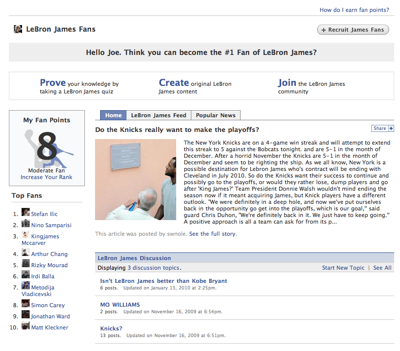 How do I earn fan points?
LeBron James Fans
+ Recruit James Fans
Hello Joe. Think you can become the #1 Fan of LeBron James?
Prove your knowledge by
taking a LeBron James quiz
Create original LeBron
James content
Join the LeBron James
community
My Fan Points
8
Moderate Fan
Increase Your Rank
Top Fans
1. Stefan Ilic
2. Nino Samparisi
3. Kingjames
Mccarver
4. Arthur Chang
5. Rizky Mourad
6. Irdi Balla
7. Metodija
Vladicevski
8. Simon Carey
9. Jonathan Ward
10. Matt Kleckner
Home
LeBron James Feed
Popular News
Do the Knicks really want to make the playoffs?
Share +
The New York Knicks are on a 4-game win streak and will attempt to extend
this streak to 5 against the Bobcats tonight. and are 5-1 in the month of
December. After a horrid November the Knicks are 5-1 in the month of
December and seem to be righting the ship. As we all know, New York is a
possible destination for Lebron James who's contract will be ending with
Cleveland in July 2010. So do the Knicks want their success to continue and
possibly go to the playoffs, or would they rather lose, dump players and go
after 'King James?' Team President Donnie Walsh wouldn't mind ending the
season now if it meant acquiring James, but Knick players have a different
outlook. "We were definitely in a deep hole, and now we've put ourselves
back in the opportunity to get into the playoffs, which is our goal," said
guard Chris Duhon, "We're definitely back in it. We just have to keep going."
A positive approach is all a team can ask for from its p...
This article was posted by swnole. See the full story.
LeBron James Discussion
Displaying 3 discussion topics.
Start New Topic | See All
Isn't LeBron James better than Kobe Bryant
6 posts. Updated on January 13, 2010 at 2:25pm.
MO WILLIAMS
2 posts. Updated on November 16, 2009 at 6:54pm.
Knicks?
13 posts. Updated on November 16, 2009 at 6:51pm.